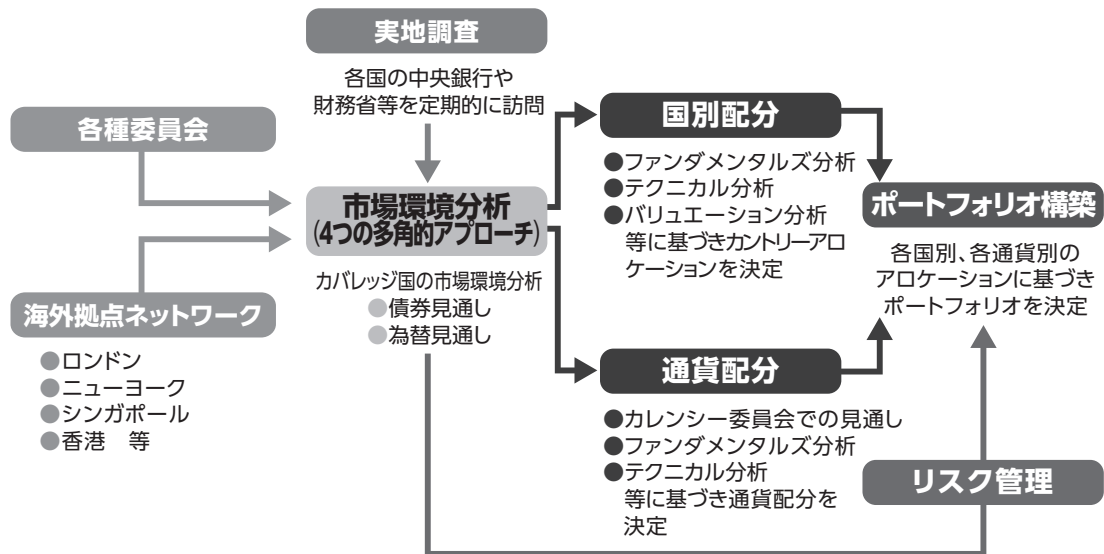 実地調査
各国の中央銀行や
財務省等を定期的に訪問
各種委員会
海外拠点ネットワーク
●ロンドン
●ニューヨーク
●シンガポール
●香港　等
市場環境分析
(4つの多角的アプローチ)
カバレッジ国の市場環境分析
●債券見通し
●為替見通し
国別配分
●ファンダメンタルズ分析
●テクニカル分析
●バリュエーション分析
等に基づきカントリーアロ
ケーションを決定
通貨配分
●カレンシー委員会での見通し
●ファンダメンタルズ分析
●テクニカル分析
等に基づき通貨配分を
決定
ポートフォリオ構築
各国別、各通貨別の
アロケーションに基づき
ポートフォリオを決定
リスク管理